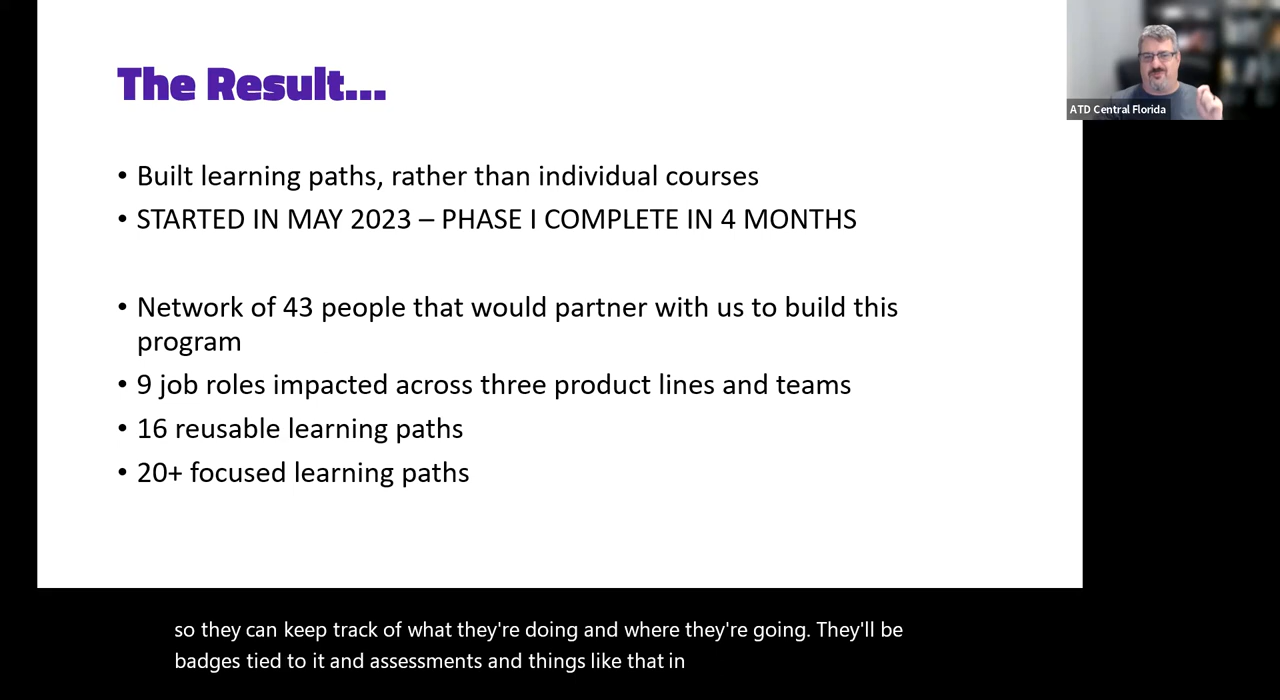 The Result...
• Built learning paths, rather than individual courses
• STARTED IN MAY 2023 – PHASE I COMPLETE IN 4 MONTHS
• Network of 43 people that would partner with us to build this
program
• 9 job roles impacted across three product lines and teams
• 16 reusable learning paths
• 20+ focused learning paths
ATD Central Florida
so they can keep track of what they're doing and where they're going. They'll be
badges tied to it and assessments and things like that in